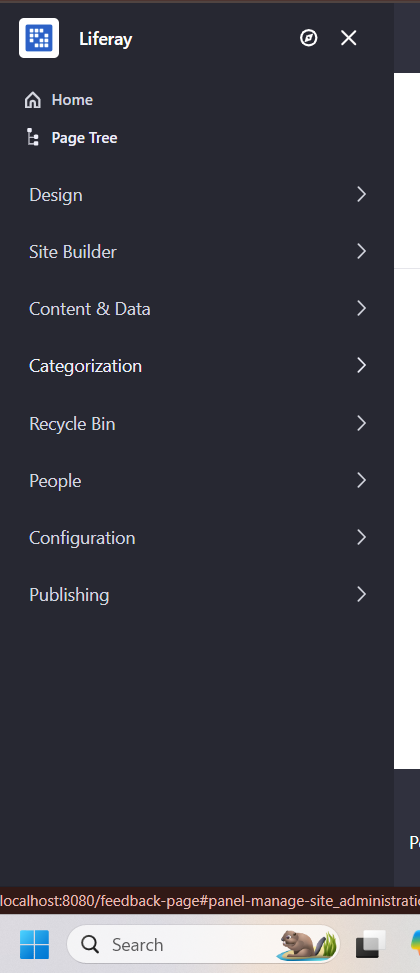 Liferay
Home
Page Tree
Design
Site Builder
Content & Data
Categorization
Recycle Bin
People
Configuration
Publishing
localhost:8080/feedback-page#panel-manage-site_administrati
Search